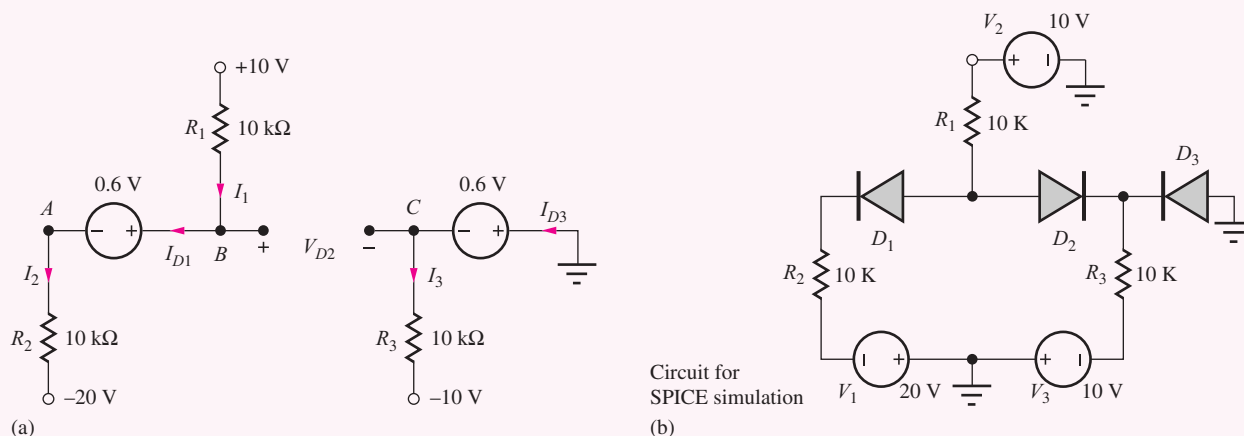 +10 V
R1 10 kΩ
0.6 V
I1
A
ID1
B
I2
R2 10 kΩ
–20 V
VD2
C
0.6 V
ID3
I3
R3 10 kΩ
–10 V
(a)
V2 10 V
R1 10 K
D1
D2
D3
R2 10 K
R3 10 K
V1 20 V
V3 10 V
Circuit for
SPICE simulation
(b)